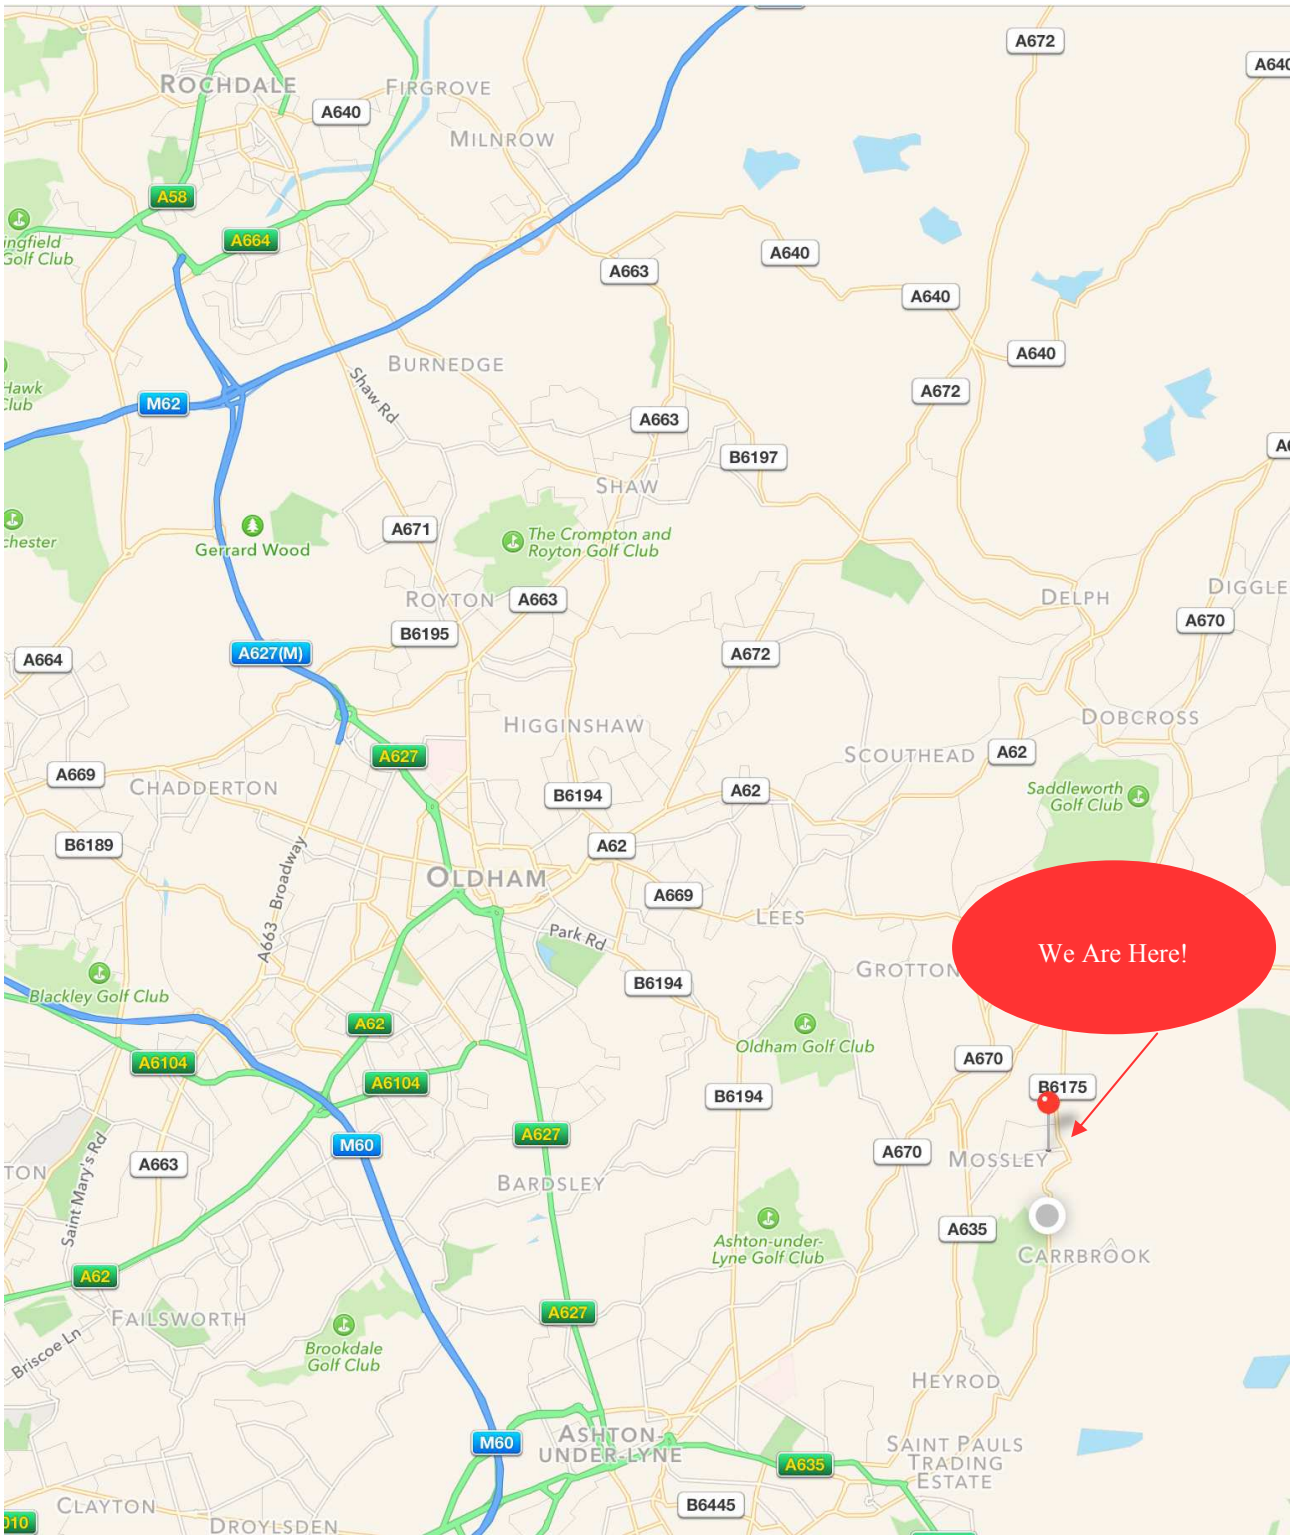 A672
A640
ROCHDALE
FIRGROVE
A640
MILNROW
A58
A664
ingfield
Golf Club
A640
A663
A640
A640
BURNEDGE
Hawk
Club
Shaw Rd
A672
M62
A663
A6
B6197
SHAW
chester
Gerrard Wood
A671
The Crompton and
Royton Golf Club
ROYTON
A663
DELPH
DIGGLE
A670
B6195
A664
A627(M)
A672
HIGGINSHAW
DOBCROSS
A627
SCOUTHEAD
A62
A669
CHADDERTON
B6194
A62
Saddleworth
Golf Club
B6189
A663 Broadway
A62
OLDHAM
A669
LEES
Park Rd
We Are Here!
GROTTON
Blackley Golf Club
B6194
A62
Oldham Golf Club
A6104
A6104
A670
B6175
B6194
A627
M60
A670
MOSSLEY
TON
Saint Mary's Rd
A663
BARDSLEY
Ashton-under-
Lyne Golf Club
A635
CARRBROOK
A62
FAILSWORTH
A627
Briscoe Ln
Brookdale
Golf Club
HEYROD
M60
ASHTON-
UNDER-LYNE
A635
SAINT PAULS
TRADING
ESTATE
CLAYTON
B6445
010
DROYLSDEN